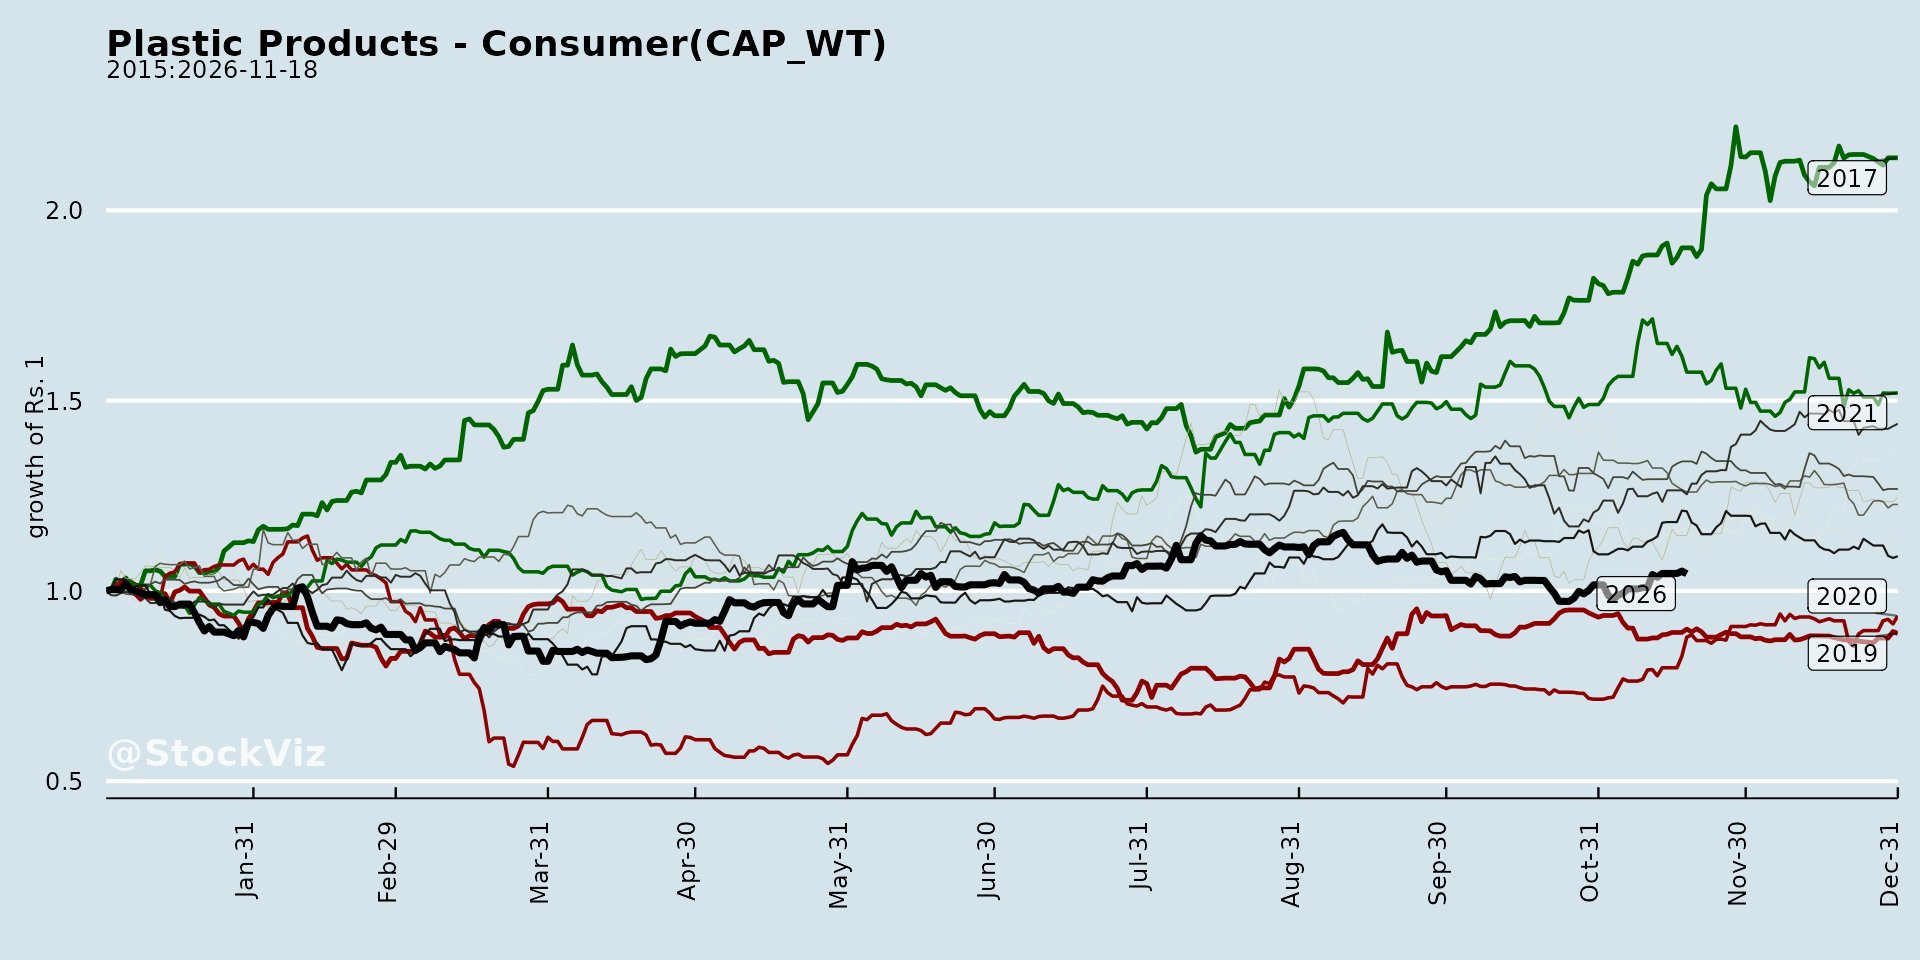 Plastic Products - Consumer(CAP_WT)
2015:2026-11-18
growth of Rs. 1
2.0
1.5
1.0
0.5
2017
2021
2026
2020
2019
@StockViz
Jan-31
Feb-29
Mar-31
Apr-30
May-31
Jun-30
Jul-31
Aug-31
Sep-30
Oct-31
Nov-30
Dec-31